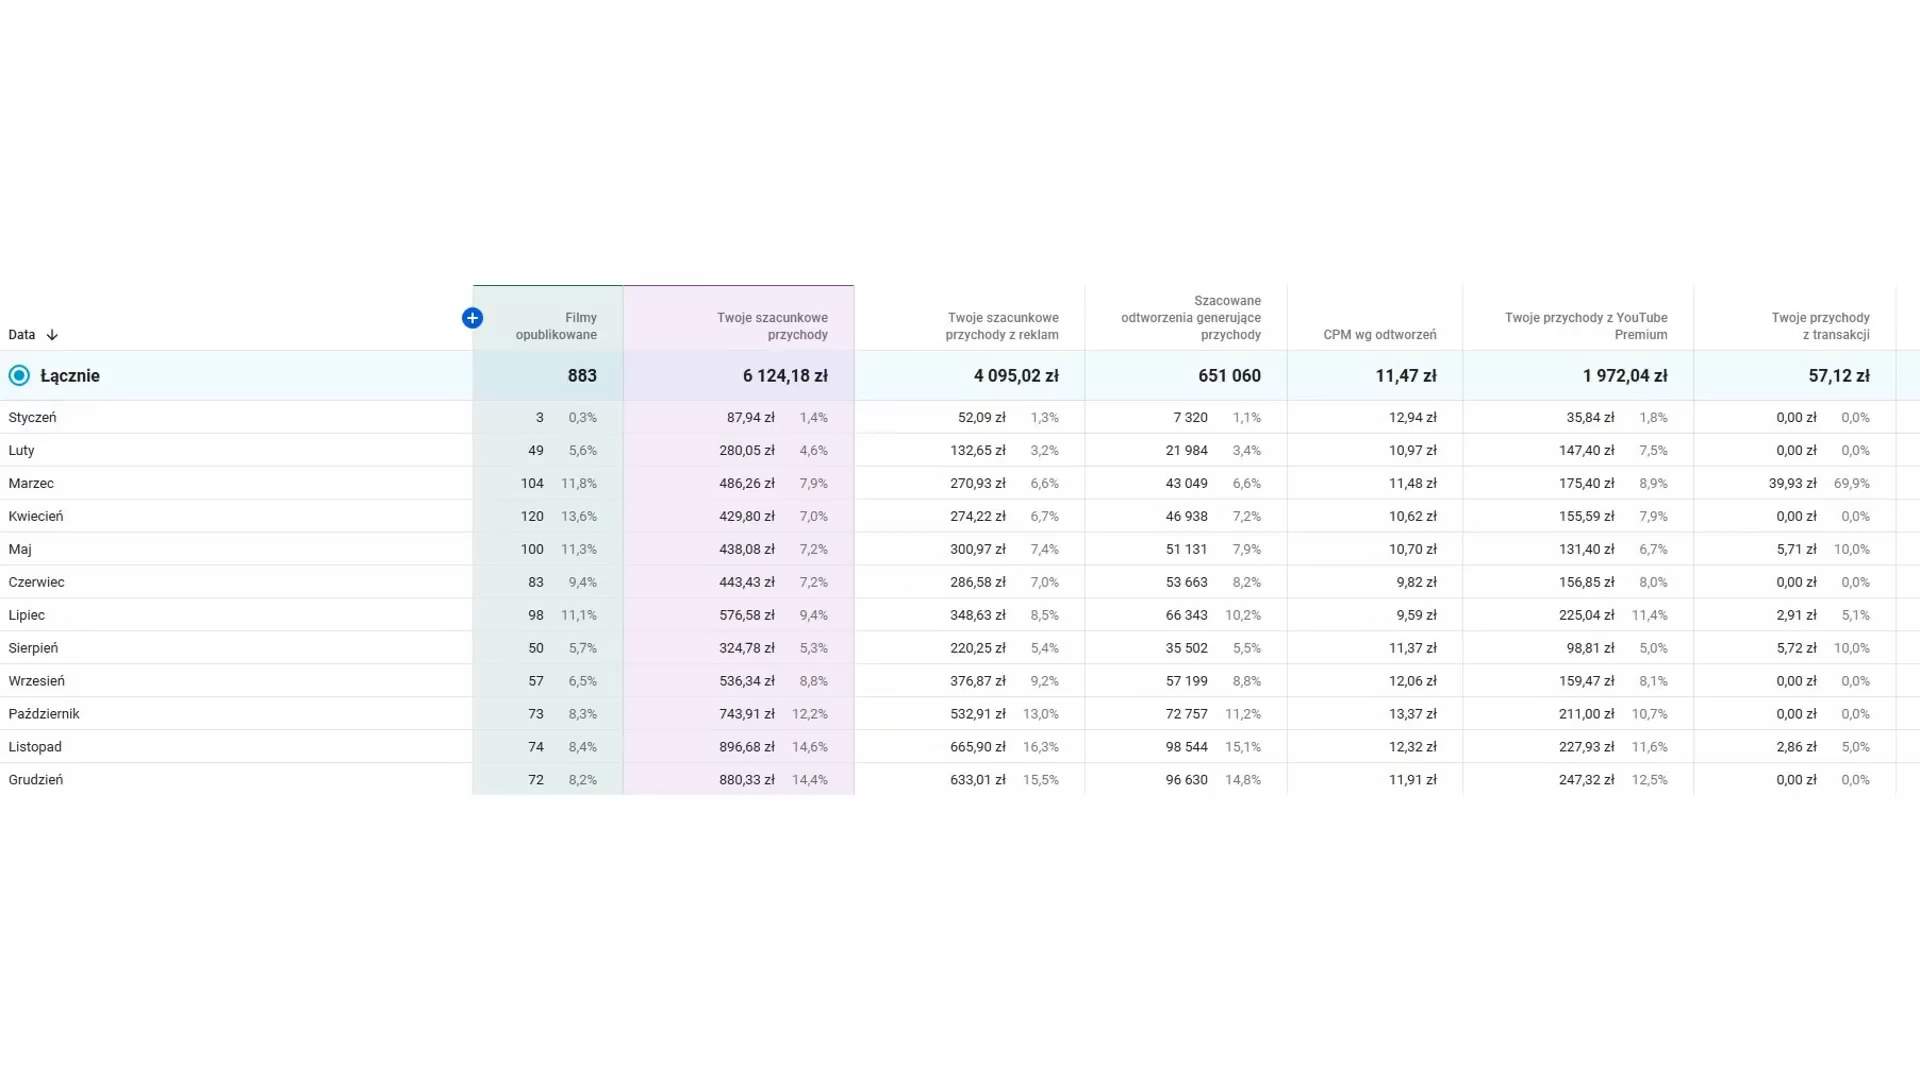 Data Filmy opublikowane Twoje szacunkowe przychody Twoje szacunkowe przychody z reklam Szacowane odtworzenia generujące przychody CPM wg odtworzeń Twoje przychody z YouTube Premium Twoje przychody z transakcji
Łącznie 883 6 124,18 zł 4 095,02 zł 651 060 11,47 zł 1 972,04 zł 57,12 zł
Styczeń 3 0,3% 87,94 zł 1,4% 52,09 zł 1,3% 7 320 1,1% 12,94 zł 35,84 zł 1,8% 0,00 zł 0,0%
Luty 49 5,6% 280,05 zł 4,6% 132,65 zł 3,2% 21 984 3,4% 10,97 zł 147,40 zł 7,5% 0,00 zł 0,0%
Marzec 104 11,8% 486,26 zł 7,9% 270,93 zł 6,6% 43 049 6,6% 11,48 zł 175,40 zł 8,9% 39,93 zł 69,9%
Kwiecień 120 13,6% 429,80 zł 7,0% 274,22 zł 6,7% 46 938 7,2% 10,62 zł 155,59 zł 7,9% 0,00 zł 0,0%
Maj 100 11,3% 438,08 zł 7,2% 300,97 zł 7,4% 51 131 7,9% 10,70 zł 131,40 zł 6,7% 5,71 zł 10,0%
Czerwiec 83 9,4% 443,43 zł 7,2% 286,58 zł 7,0% 53 663 8,2% 9,82 zł 156,85 zł 8,0% 0,00 zł 0,0%
Lipiec 98 11,1% 576,58 zł 9,4% 348,63 zł 8,5% 66 343 10,2% 9,59 zł 225,04 zł 11,4% 2,91 zł 5,1%
Sierpień 50 5,7% 324,78 zł 5,3% 220,25 zł 5,4% 35 502 5,5% 11,37 zł 98,81 zł 5,0% 5,72 zł 10,0%
Wrzesień 57 6,5% 536,34 zł 8,8% 376,87 zł 9,2% 57 199 8,8% 12,06 zł 159,47 zł 8,1% 0,00 zł 0,0%
Październik 73 8,3% 743,91 zł 12,2% 532,91 zł 13,0% 72 757 11,2% 13,37 zł 211,00 zł 10,7% 0,00 zł 0,0%
Listopad 74 8,4% 896,68 zł 14,6% 665,90 zł 16,3% 98 544 15,1% 12,32 zł 227,93 zł 11,6% 2,86 zł 5,0%
Grudzień 72 8,2% 880,33 zł 14,4% 633,01 zł 15,5% 96 630 14,8% 11,91 zł 247,32 zł 12,5% 0,00 zł 0,0%